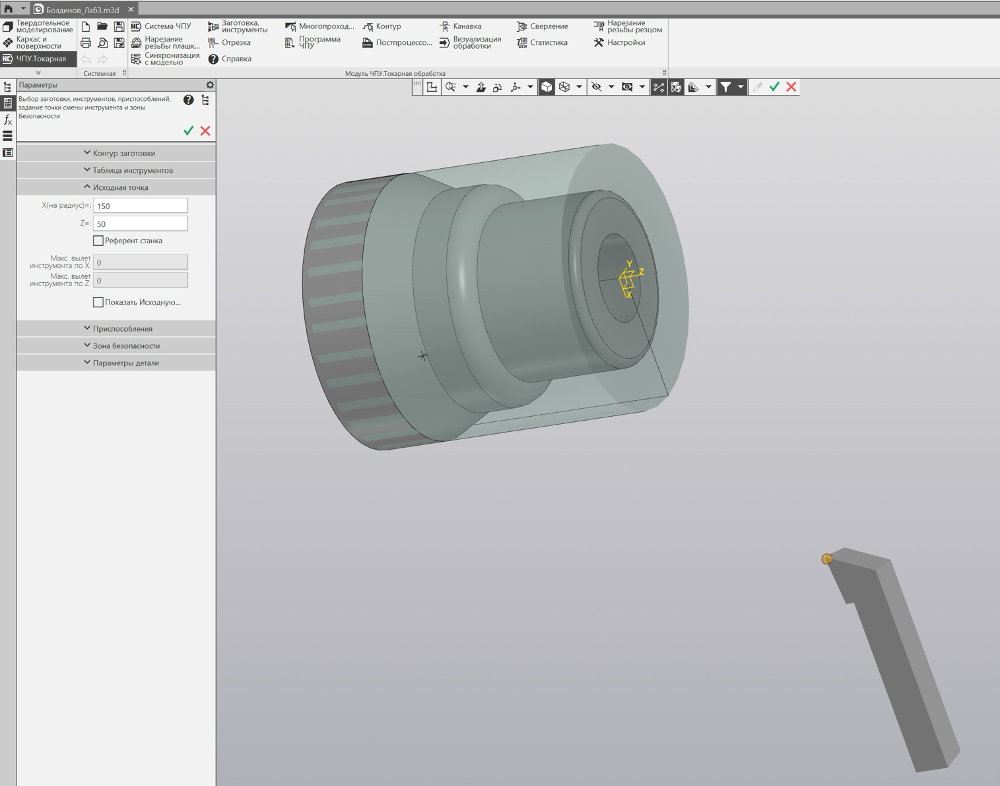 Болдинов_Лаб3.m3d
Твердотельное
моделирование
Каркас и
поверхности
ЧПУ.Токарная
Системная
Система ЧПУ
Нарезание
резьбы плашк...
Синхронизация
с моделью
Заготовка,
инструменты
Отрезка
Справка
Многопроход...
Программа
ЧПУ
Контур
Постпроцессо...
Канавка
Визуализация
обработки
Сверление
Статистика
Нарезание
резьбы резцом
Настройки
Модуль ЧПУ.Токарная обработка
Параметры
Выбор заготовки, инструментов, приспособлений,
задание точки смены инструмента и зоны
безопасности
Контур заготовки
Таблица инструментов
Исходная точка
X(на радиус)=: 150
Z=: 50
Референт станка
Макс. вылет
инструмента по X: 0
Макс. вылет
инструмента по Z: 0
Показать Исходную...
Приспособления
Зона безопасности
Параметры детали
Y
Z
X